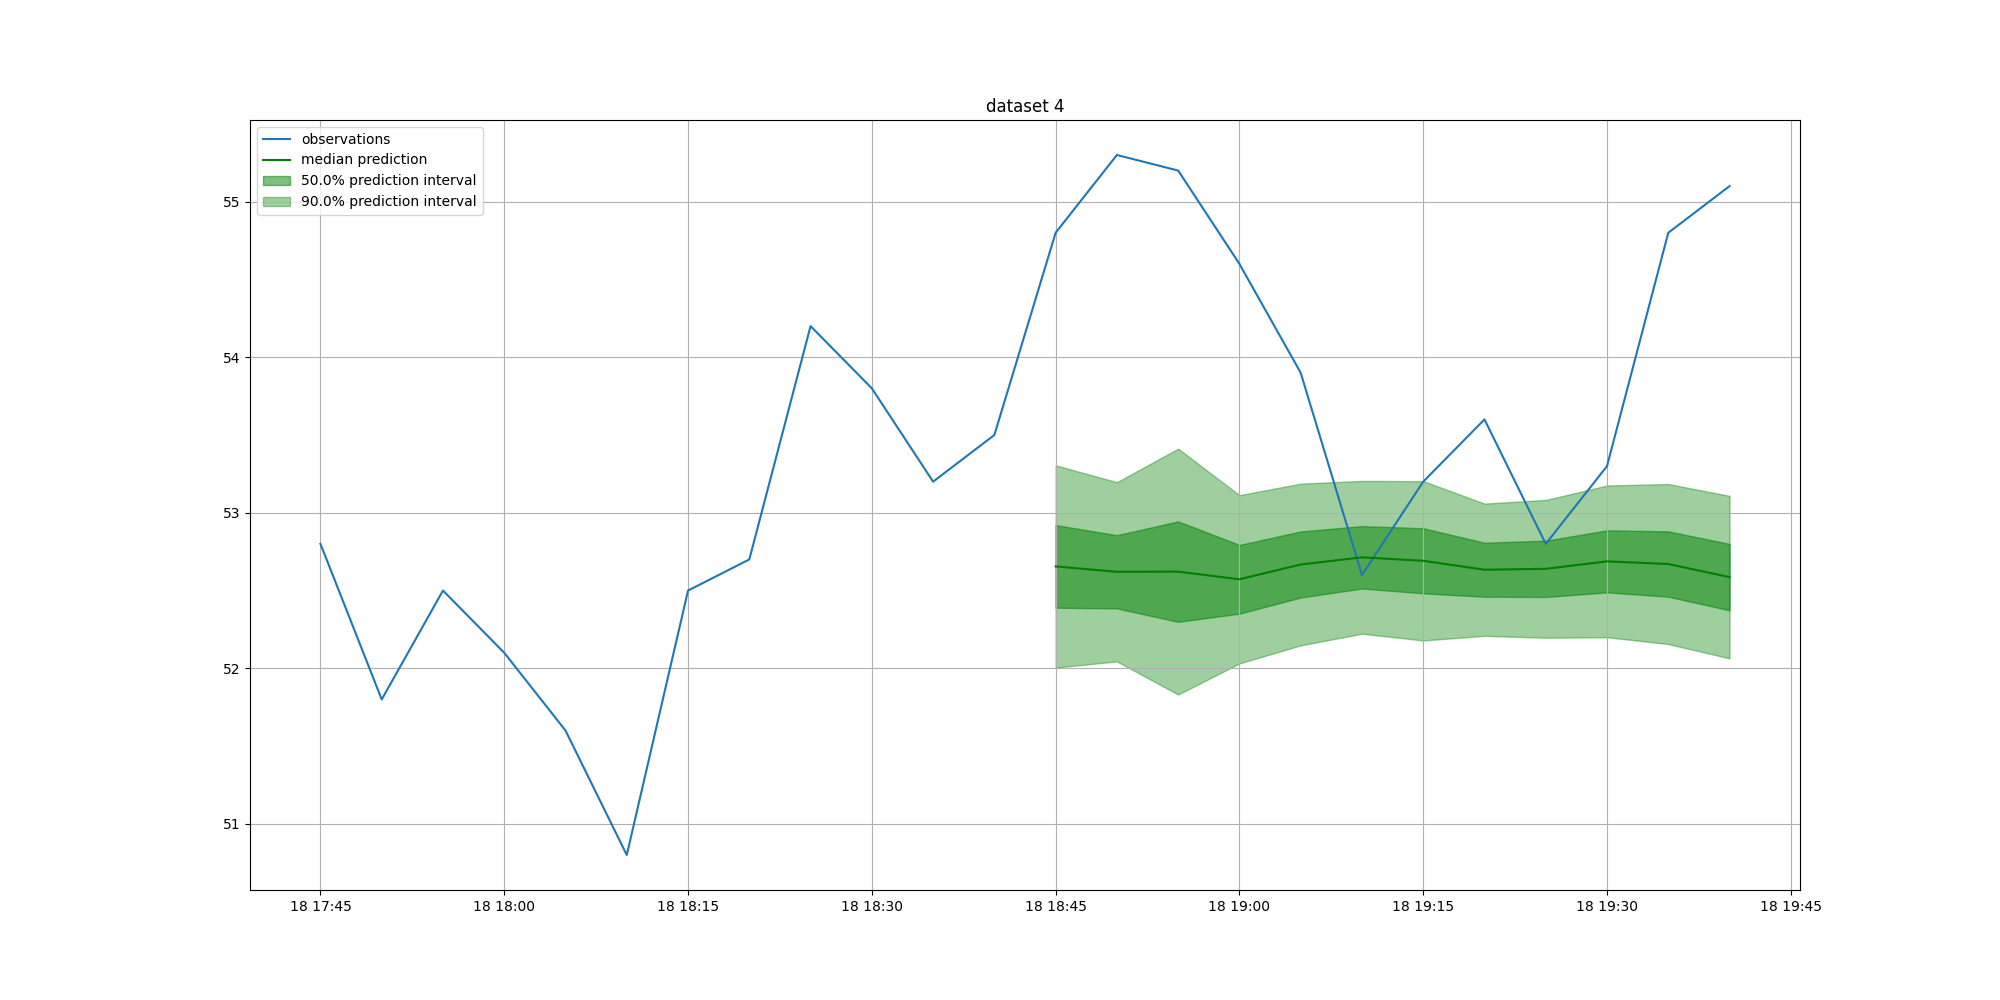 dataset 4
observations
median prediction
50.0% prediction interval
90.0% prediction interval
55
54
53
52
51
18 17:45 18 18:00 18 18:15 18 18:30 18 18:45 18 19:00 18 19:15 18 19:30 18 19:45